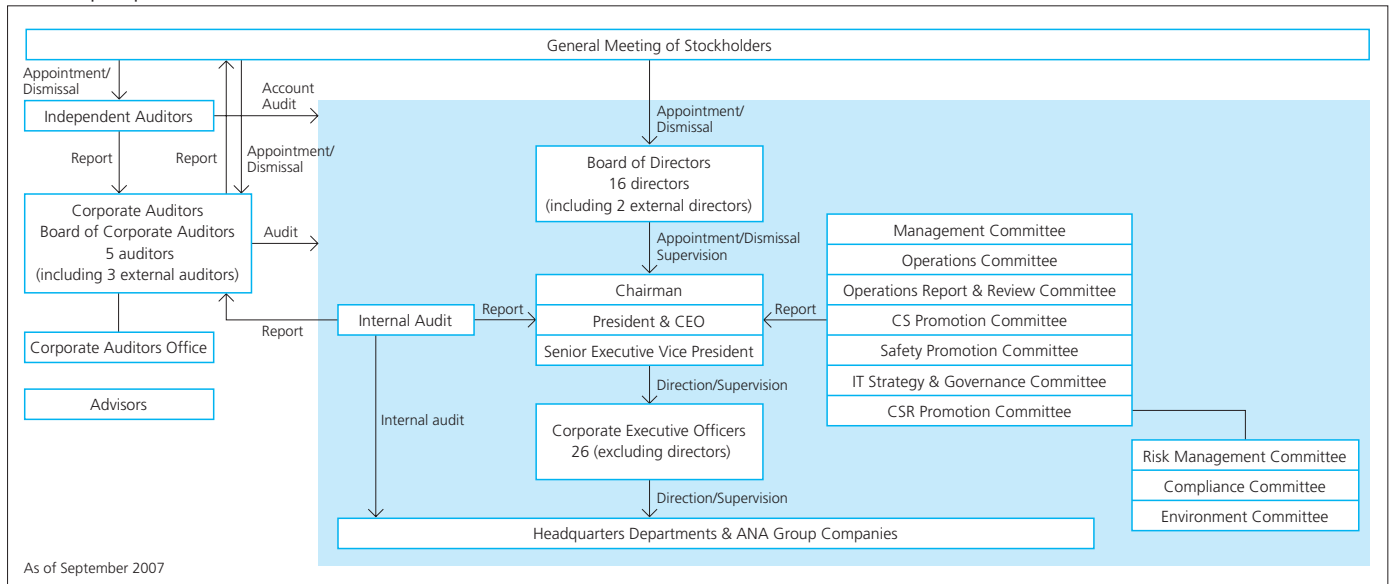 General Meeting of Stockholders
Appointment/
Dismissal
Account
Audit
Independent Auditors
Appointment/
Dismissal
Report
Report
Appointment/
Dismissal
Board of Directors
16 directors
(including 2 external directors)
Corporate Auditors
Board of Corporate Auditors
5 auditors
(including 3 external auditors)
Audit
Appointment/Dismissal
Supervision
Management Committee
Operations Committee
Operations Report & Review Committee
CS Promotion Committee
Safety Promotion Committee
IT Strategy & Governance Committee
CSR Promotion Committee
Chairman
President & CEO
Senior Executive Vice President
Report
Report
Internal Audit
Report
Corporate Auditors Office
Advisors
Direction/Supervision
Internal audit
Corporate Executive Officers
26 (excluding directors)
Risk Management Committee
Compliance Committee
Environment Committee
Direction/Supervision
Headquarters Departments & ANA Group Companies
As of September 2007